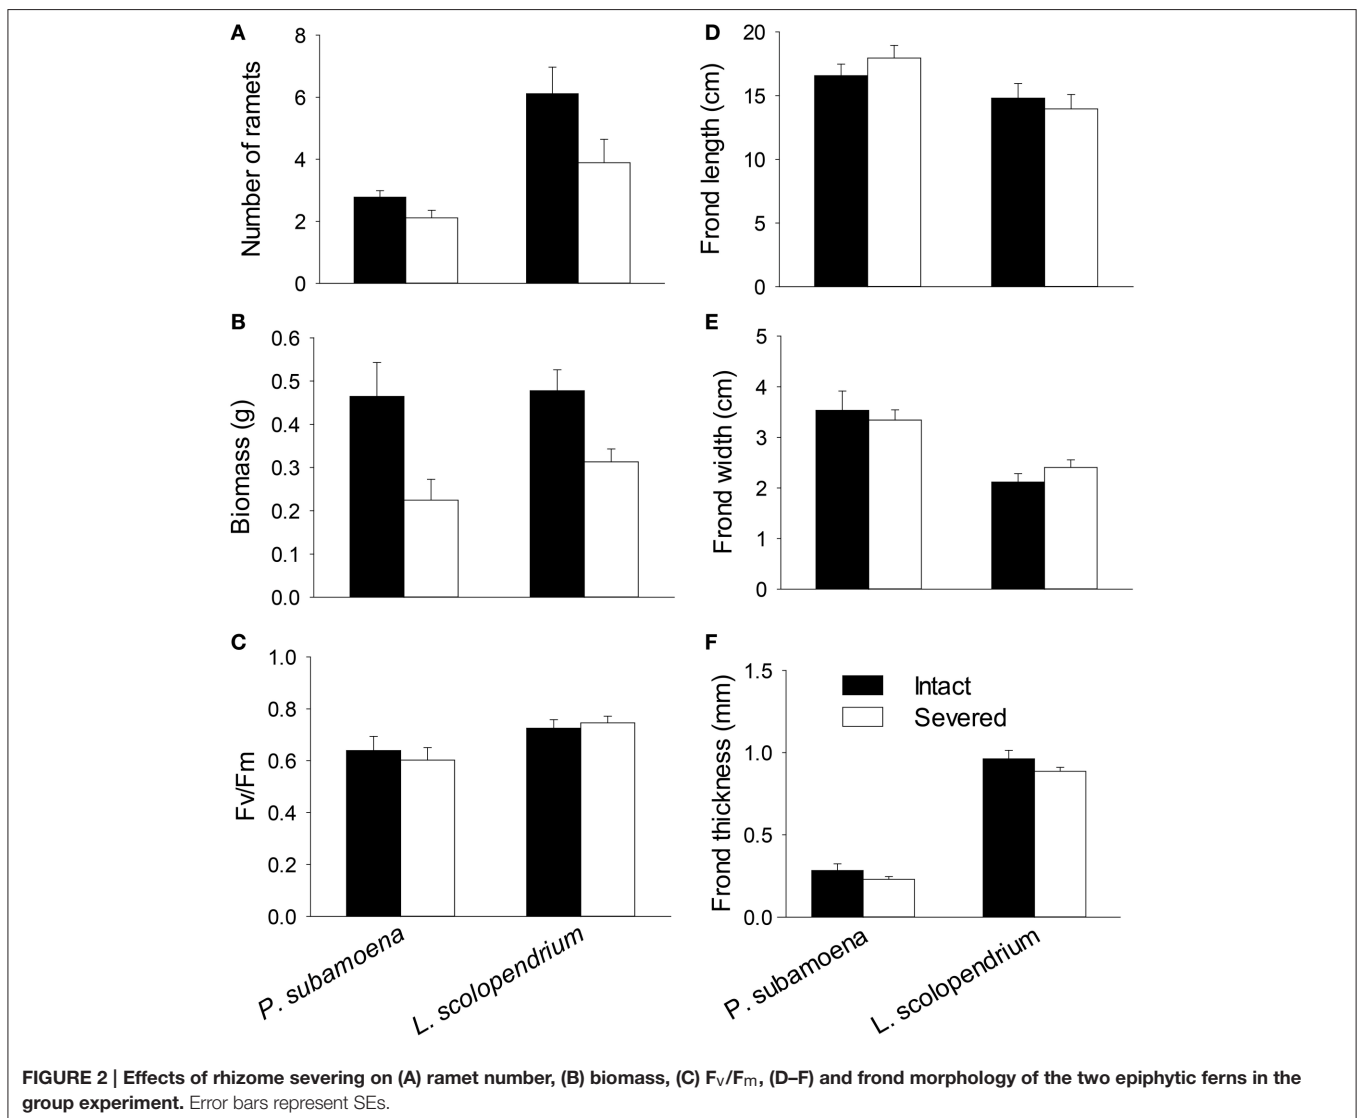 A
Number of ramets
8
6
4
2
0
B
Biomass (g)
0.6
0.5
0.4
0.3
0.2
0.1
0.0
C
Fv/Fm
1.0
0.8
0.6
0.4
0.2
0.0
P. subamoena
L. scolopendrium
D
Frond length (cm)
20
15
10
5
0
E
Frond width (cm)
5
4
3
2
1
0
F
Frond thickness (mm)
1.5
1.0
0.5
0.0
Intact
Severed
P. subamoena
L. scolopendrium
FIGURE 2 | Effects of rhizome severing on (A) ramet number, (B) biomass, (C) Fv/Fm, (D–F) and frond morphology of the two epiphytic ferns in the
group experiment. Error bars represent SEs.